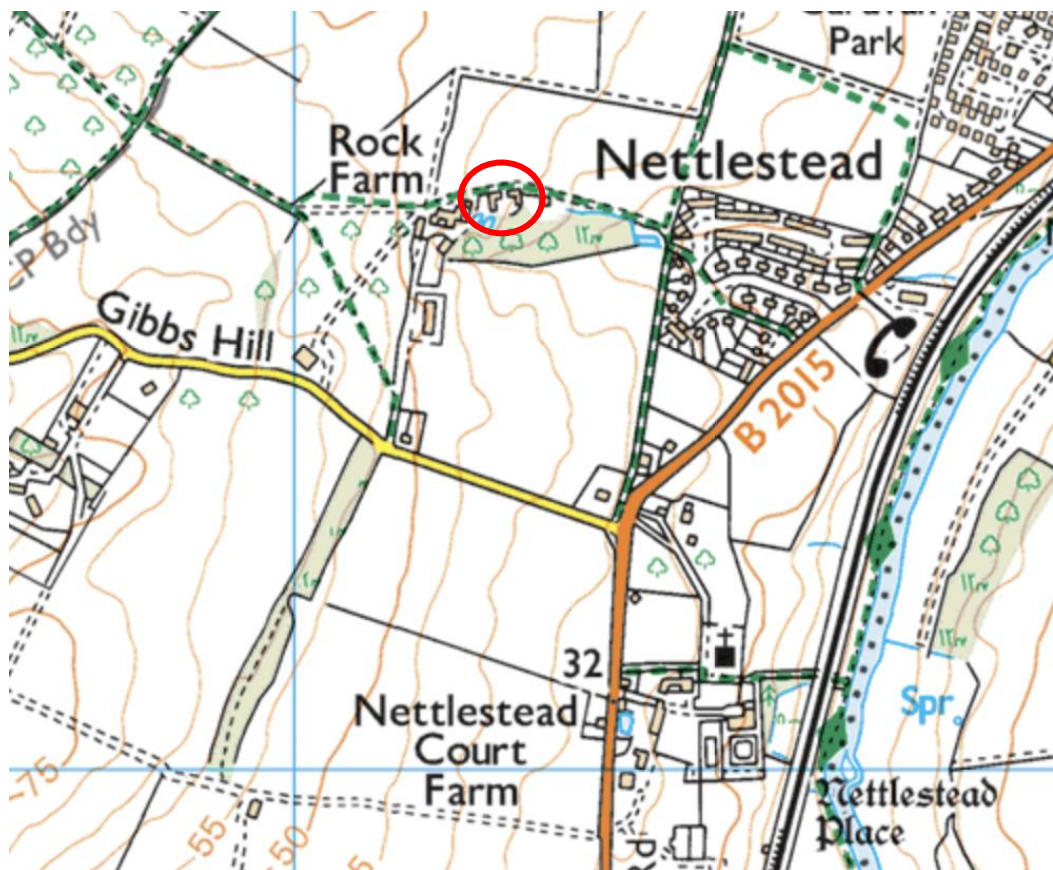 Park
Rock
Farm
Nettlestead
CP Bdy
Gibbs Hill
B 2015
32
Nettlestead
Court
Farm
Spr
75
55
50
Nettlestead
Place